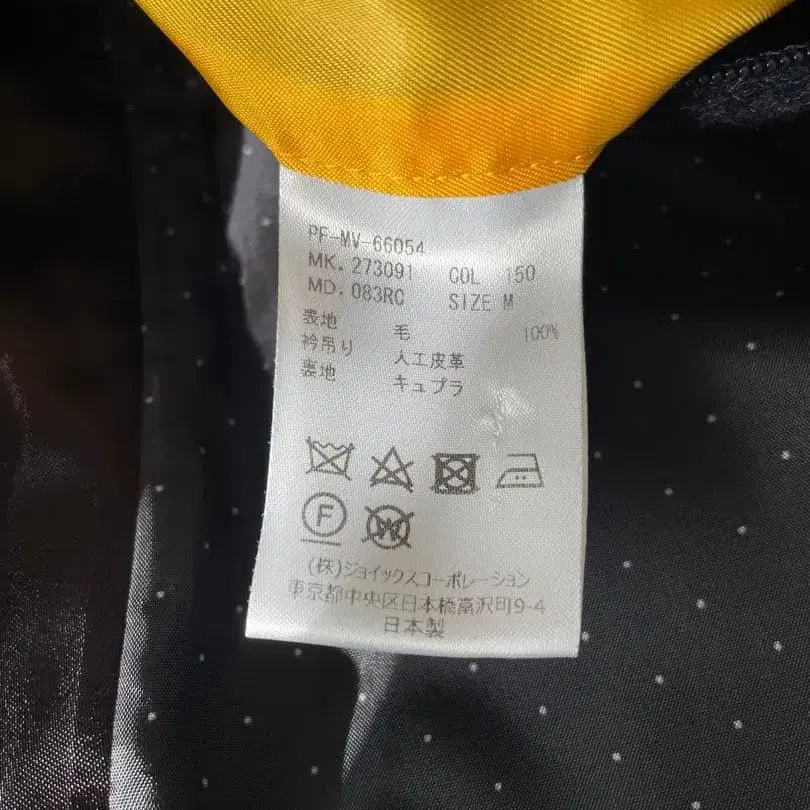 PF-MV-66054
MK. 273091 COL 150
MD. 083RC SIZE M
表地 毛 100%
衿吊り 人工皮革
裏地 キュプラ
F W
(株)ジョイックスコーポレーション
東京都中央区日本橋富沢町9-4
日本製